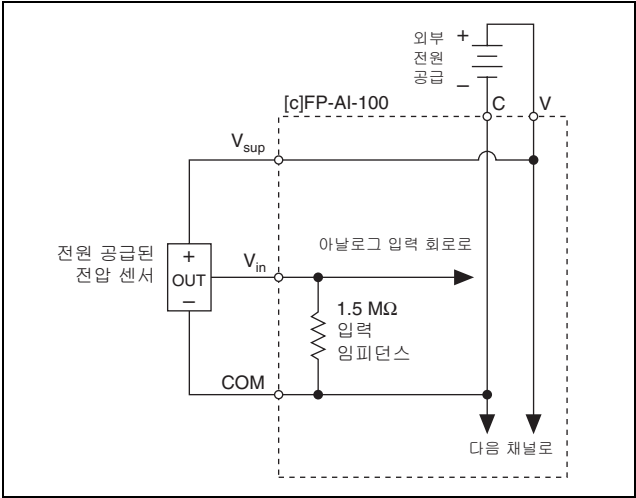 외부
전원
공급
+
–
[c]FP-AI-100
C
V
Vsup
전원 공급된
전압 센서
+
OUT
–
Vin
아날로그 입력 회로로
1.5 MΩ
입력
임피던스
COM
다음 채널로